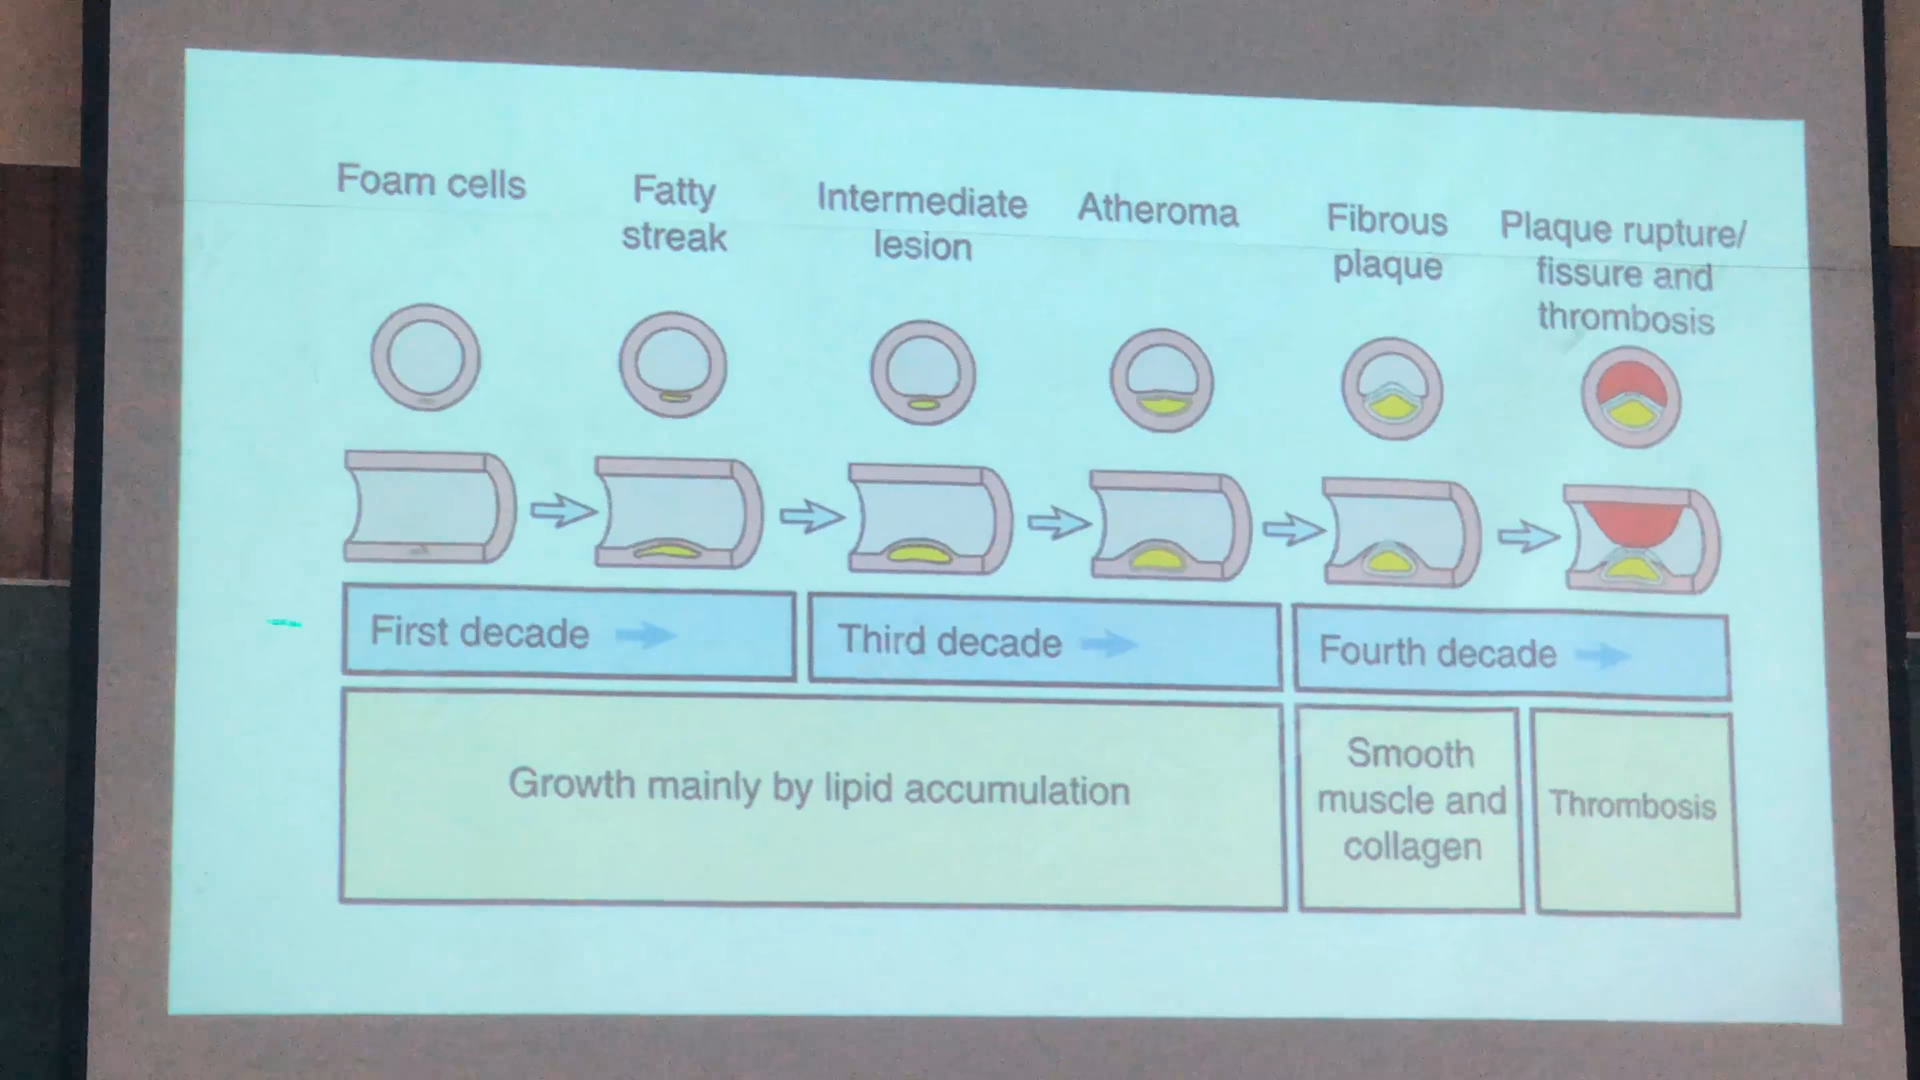 Foam cells
Fatty
streak
Intermediate
lesion
Atheroma
Fibrous
plaque
Plaque rupture/
fissure and
thrombosis
First decade
Third decade
Fourth decade
Growth mainly by lipid accumulation
Smooth
muscle and
collagen
Thrombosis